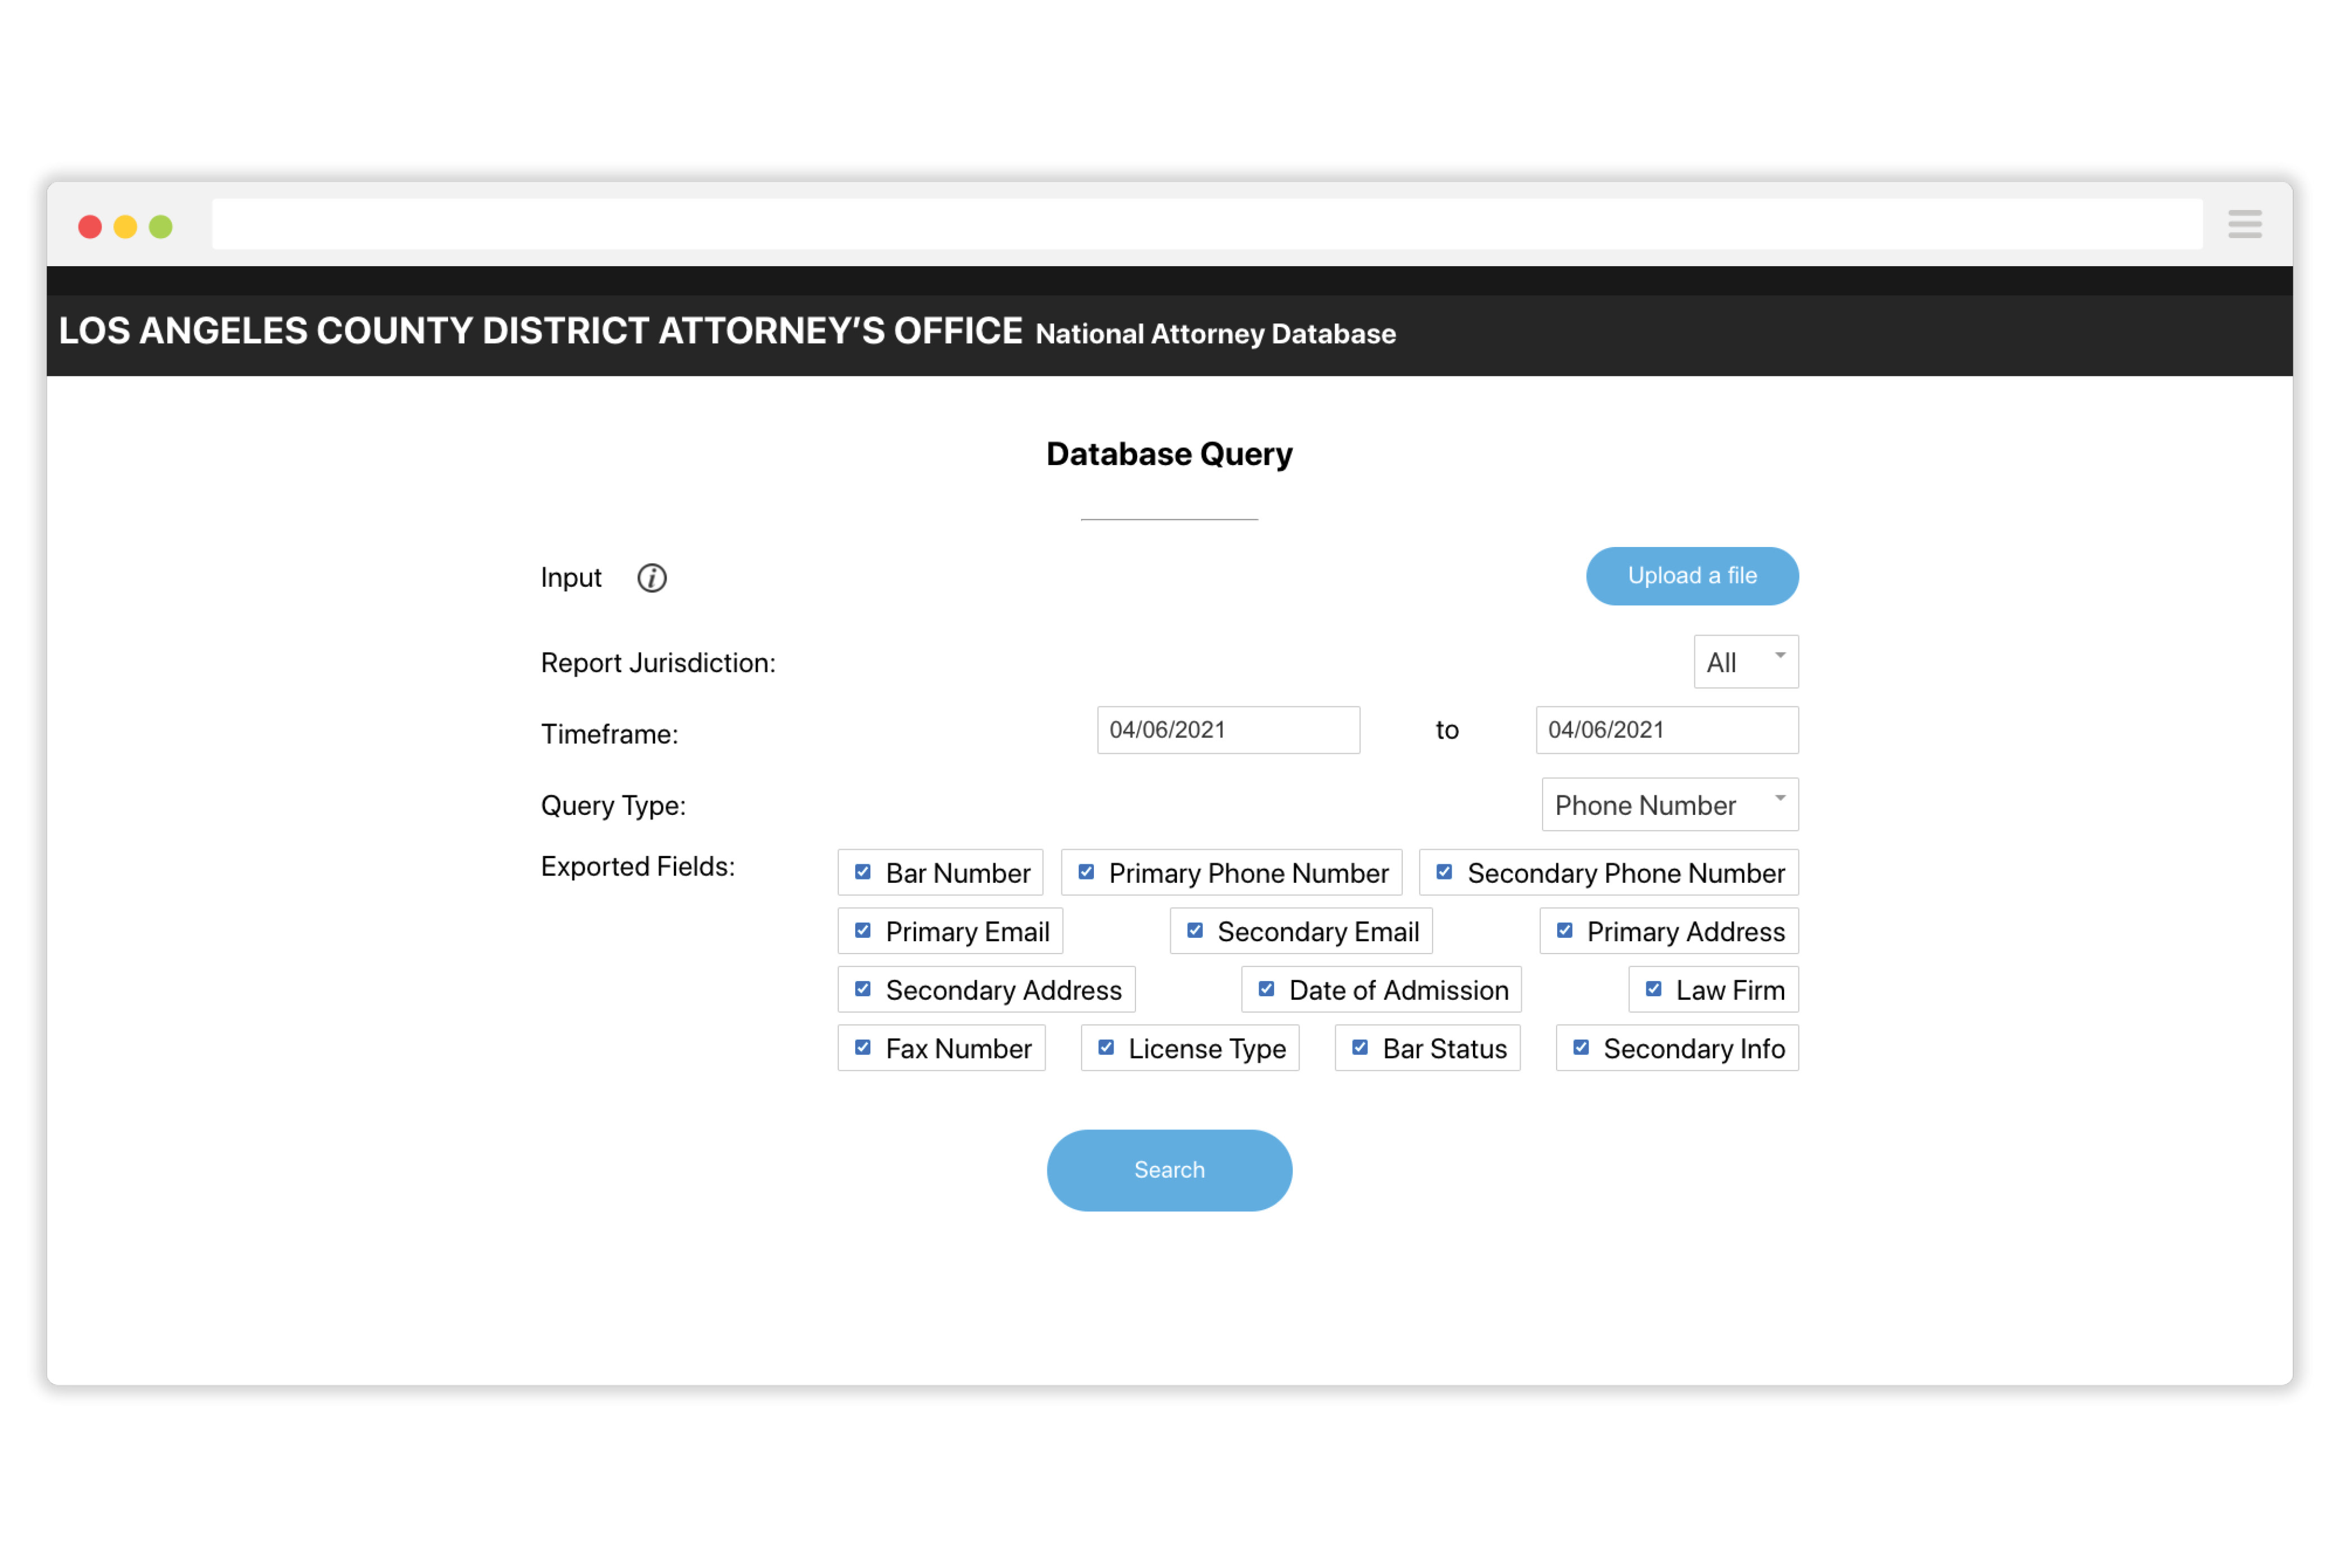 LOS ANGELES COUNTY DISTRICT ATTORNEY’S OFFICE National Attorney Database
Database Query
Input i Upload a file
Report Jurisdiction: All
Timeframe: 04/06/2021 to 04/06/2021
Query Type: Phone Number
Exported Fields: Bar Number Primary Phone Number Secondary Phone Number
Primary Email Secondary Email Primary Address
Secondary Address Date of Admission Law Firm
Fax Number License Type Bar Status Secondary Info
Search